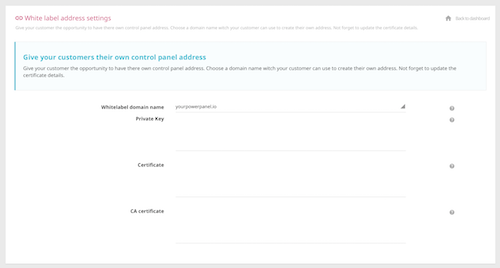 White label address settings
Back to dashboard
Give your customer the opportunity to have there own control panel address. Choose a domain name witch your customer can use to create their own address. Not forget to update the certificate details.
Give your customers their own control panel address
Give your customer the opportunity to have there own control panel address. Choose a domain name witch your customer can use to create their own address. Not forget to update the
certificate details.
Whitelabel domain name
yourpowerpanel.io
Private Key
Certificate
CA certificate